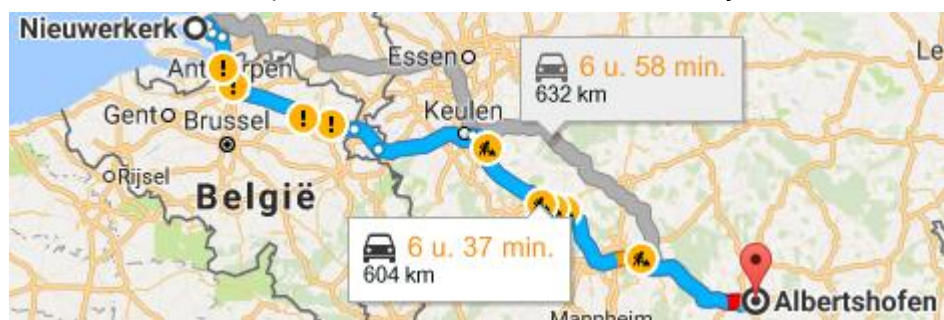 Nieuwerkerk
Antwerpen
Essen
6 u. 58 min.
632 km
Gent
Brussel
Keulen
Rijsel
België
6 u. 37 min.
604 km
Albertshofen
Mannheim
Le